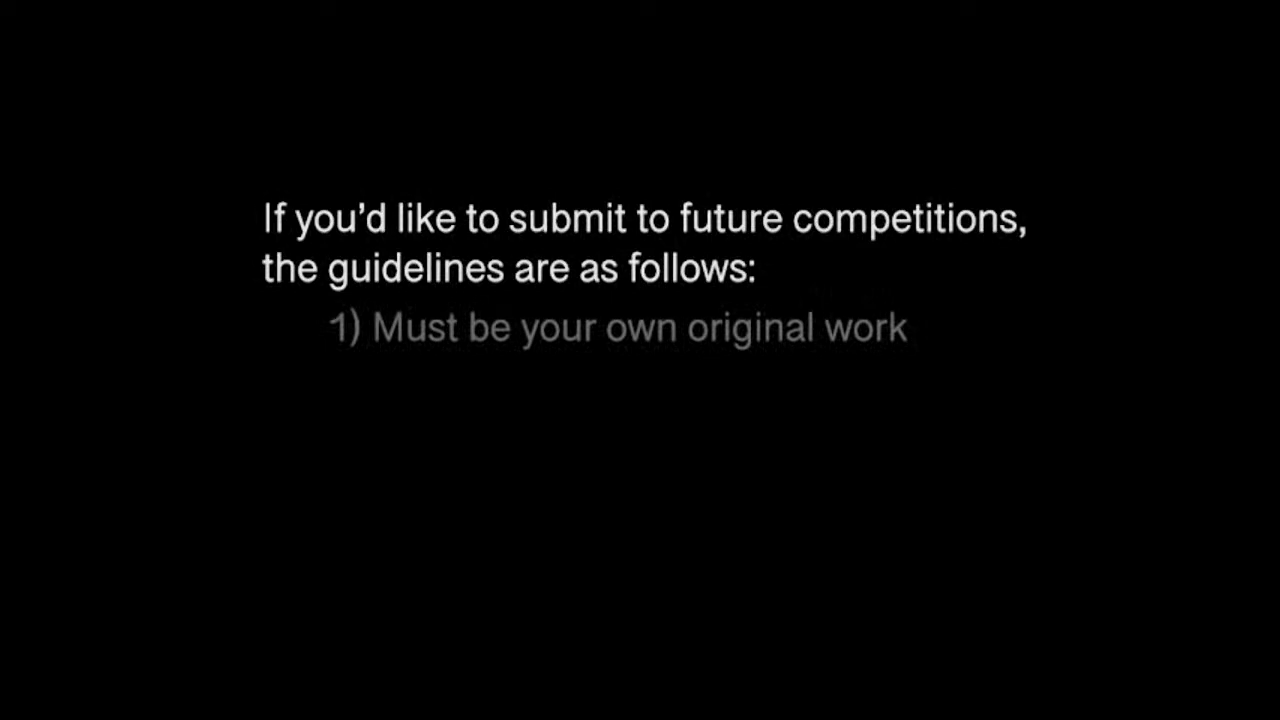 If you’d like to submit to future competitions,
the guidelines are as follows:
1) Must be your own original work